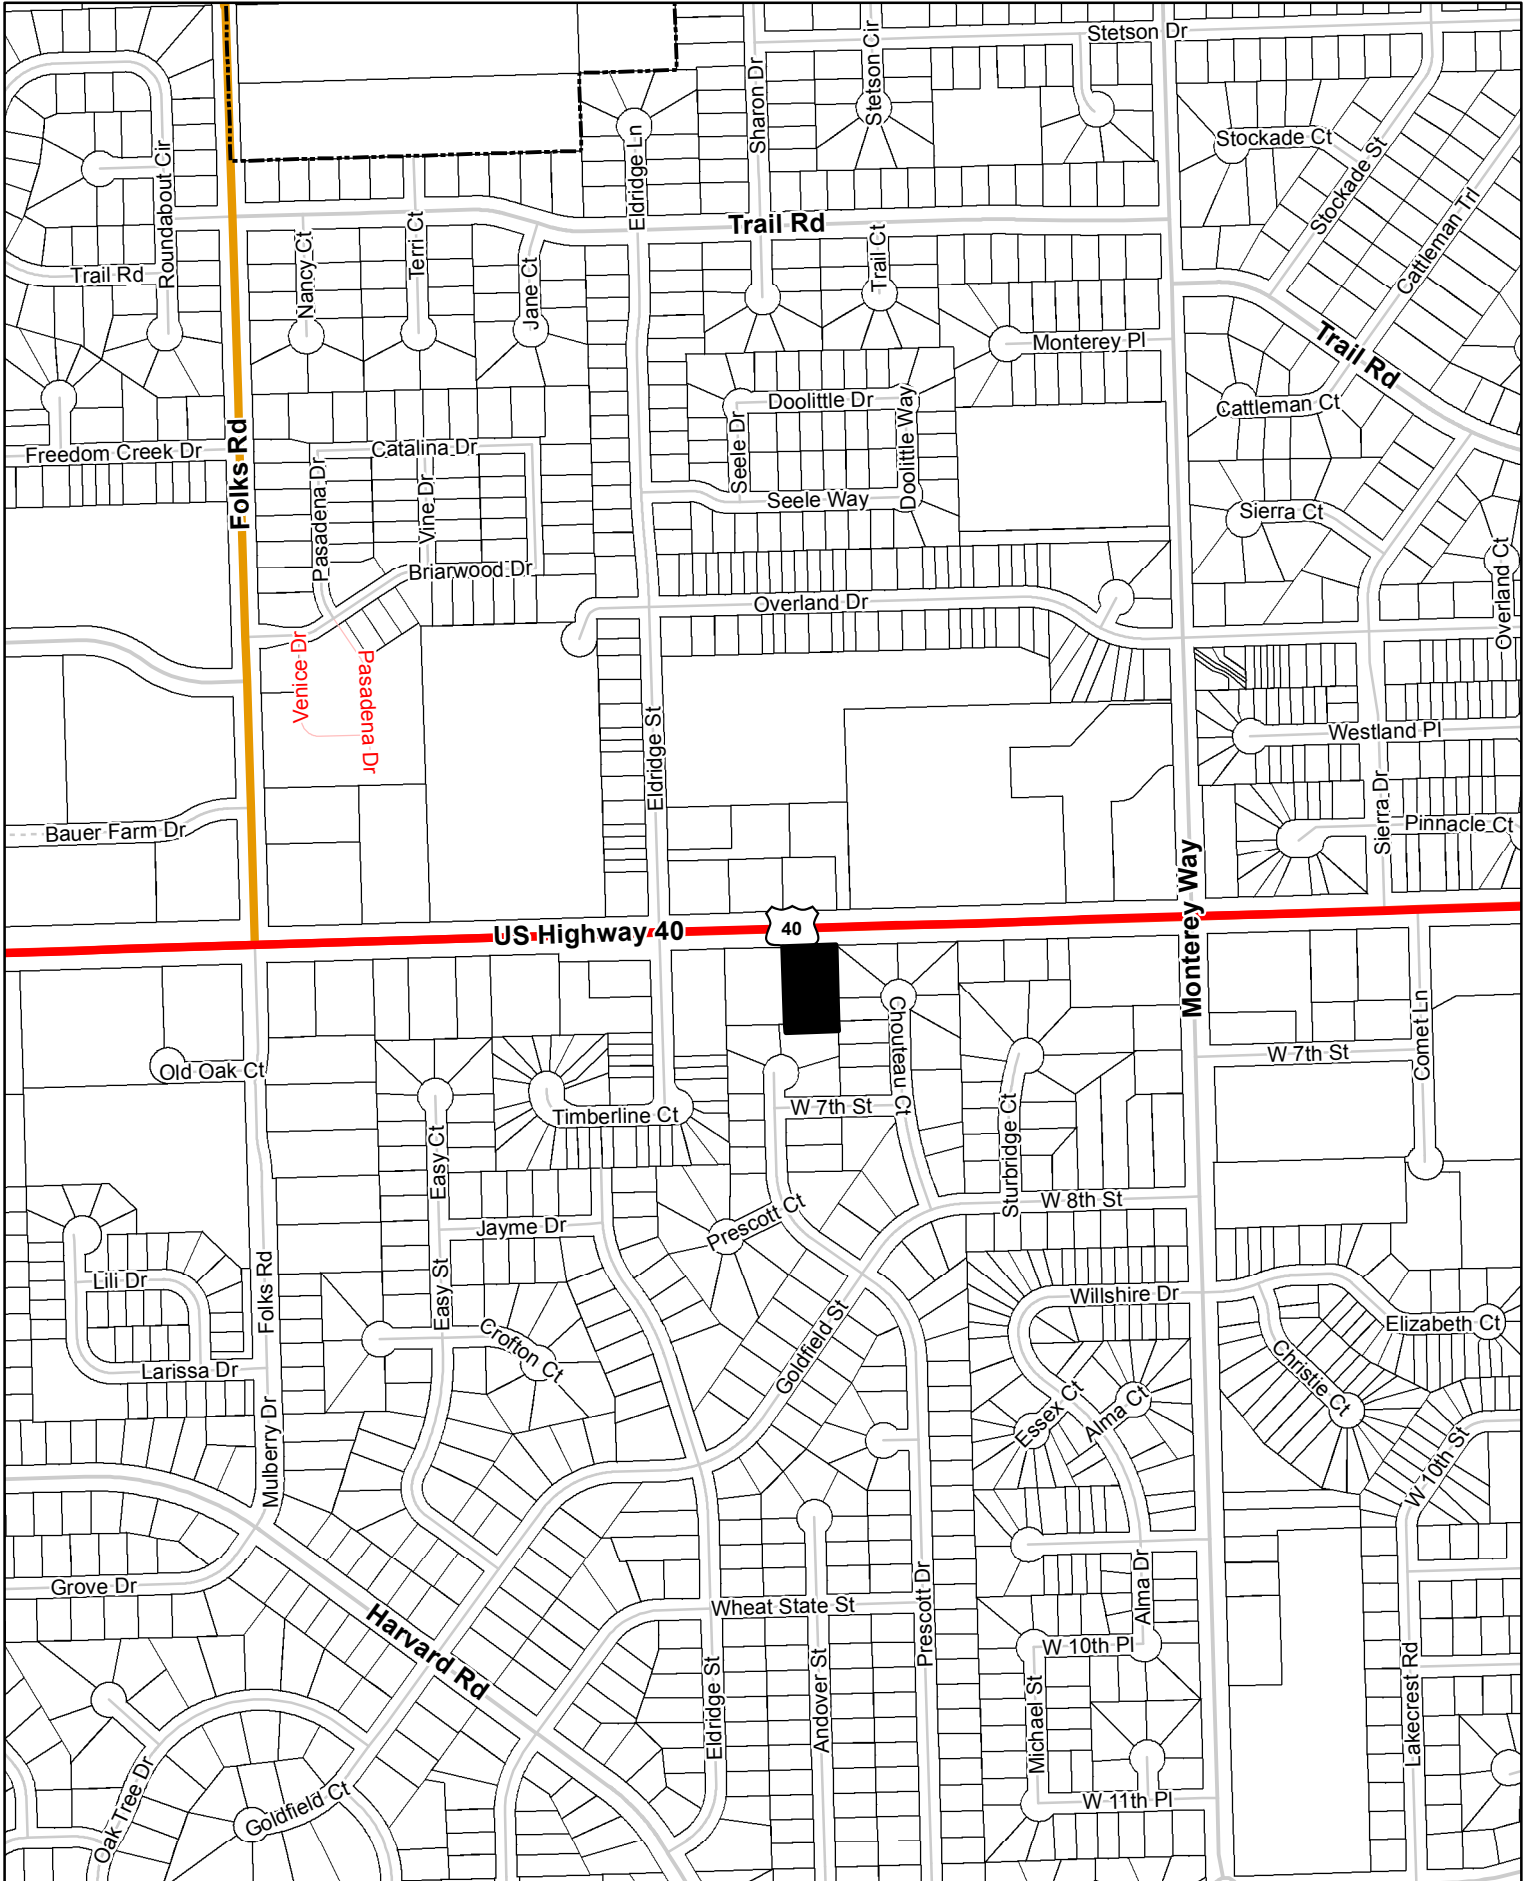 Stetson Dr
Stetson Cir
Sharon Dr
Eldridge Ln
Stockade Ct
Stockade St
Cattleman Trl
Roundabout Cir
Trail Rd
Trail Rd
Nancy Ct
Terri Ct
Jane Ct
Trail Ct
Monterey Pl
Trail Rd
Doolittle Dr
Doolittle Way
Cattleman Ct
Seele Dr
Freedom Creek Dr
Folks Rd
Catalina Dr
Pasadena Dr
Vine Dr
Seele Way
Sierra Ct
Overland Ct
Briarwood Dr
Overland Dr
Venice Dr
Pasadena Dr
Eldridge St
Westland Pl
Sierra Dr
Pinnacle Ct
Bauer Farm Dr
Monterey Way
US Highway 40
40
Chouteau Ct
Comet Ln
W 7th St
Old Oak Ct
Timberline Ct
W 7th St
Sturbridge Ct
Easy Ct
W 8th St
Prescott Ct
Jayme Dr
Lili Dr
Folks Rd
Easy St
Willshire Dr
Elizabeth Ct
Crofton Ct
Goldfield St
Larissa Dr
Christie Ct
Essex Ct
Alma Ct
Mulberry Dr
W 10th St
Grove Dr
Alma Dr
Prescott Dr
Wheat State St
Harvard Rd
W 10th Pl
Eldridge St
Andover St
Michael St
Lakecrest Rd
Oak Tree Dr
Goldfield Ct
W 11th Pl